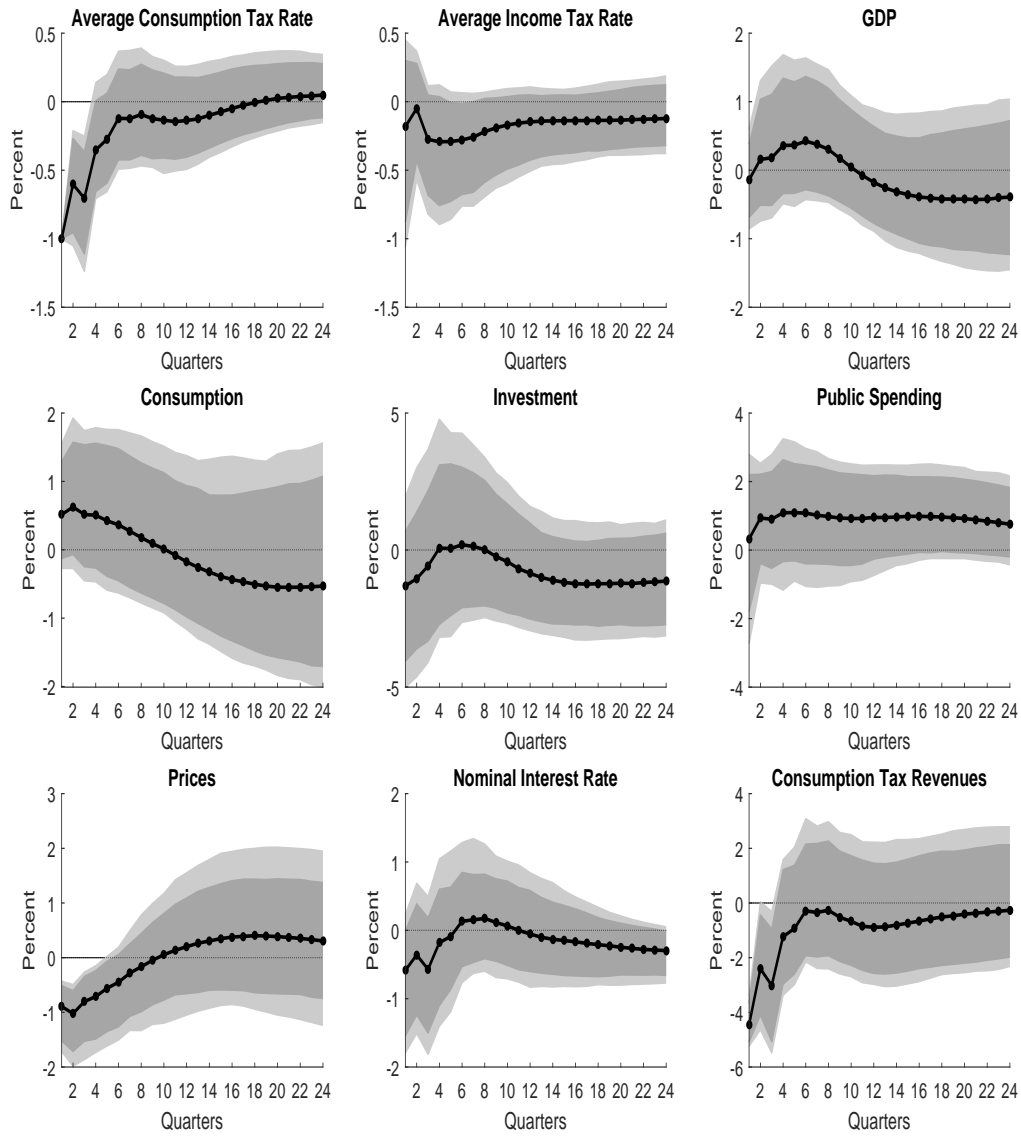 Average Consumption Tax Rate
0.5
0
-0.5
-1
-1.5
Percent
2 4 6 8 10 12 14 16 18 20 22 24
Quarters
Average Income Tax Rate
0.5
0
-0.5
-1
-1.5
Percent
2 4 6 8 10 12 14 16 18 20 22 24
Quarters
GDP
2
1
0
-1
-2
Percent
2 4 6 8 10 12 14 16 18 20 22 24
Quarters
Consumption
2
1
0
-1
-2
Percent
2 4 6 8 10 12 14 16 18 20 22 24
Quarters
Investment
5
0
-5
Percent
2 4 6 8 10 12 14 16 18 20 22 24
Quarters
Public Spending
4
2
0
-2
-4
Percent
2 4 6 8 10 12 14 16 18 20 22 24
Quarters
Prices
3
2
1
0
-1
-2
Percent
2 4 6 8 10 12 14 16 18 20 22 24
Quarters
Nominal Interest Rate
2
1
0
-1
-2
Percent
2 4 6 8 10 12 14 16 18 20 22 24
Quarters
Consumption Tax Revenues
4
2
0
-2
-4
-6
Percent
2 4 6 8 10 12 14 16 18 20 22 24
Quarters